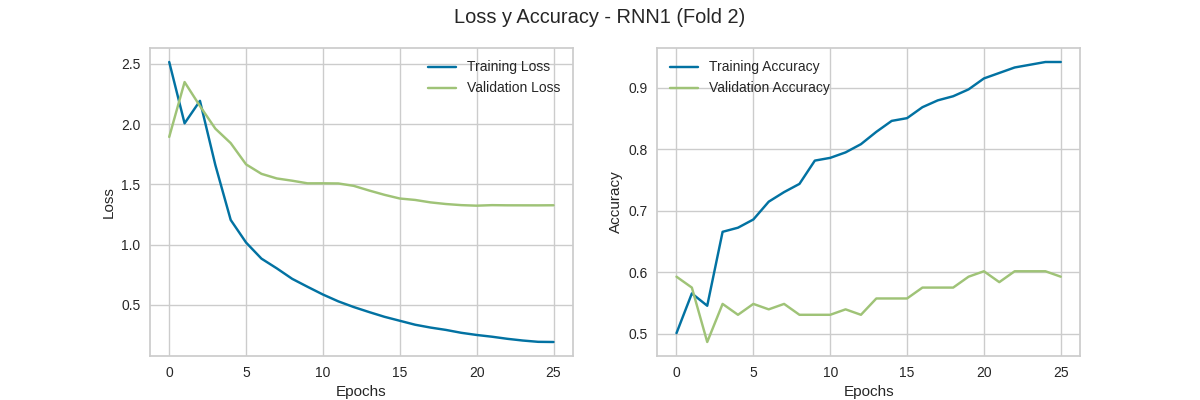 Loss y Accuracy - RNN1 (Fold 2)
2.5
2.0
1.5
1.0
0.5
Loss
0 5 10 15 20 25
Epochs
Training Loss
Validation Loss
0.9
0.8
0.7
0.6
0.5
Accuracy
0 5 10 15 20 25
Epochs
Training Accuracy
Validation Accuracy